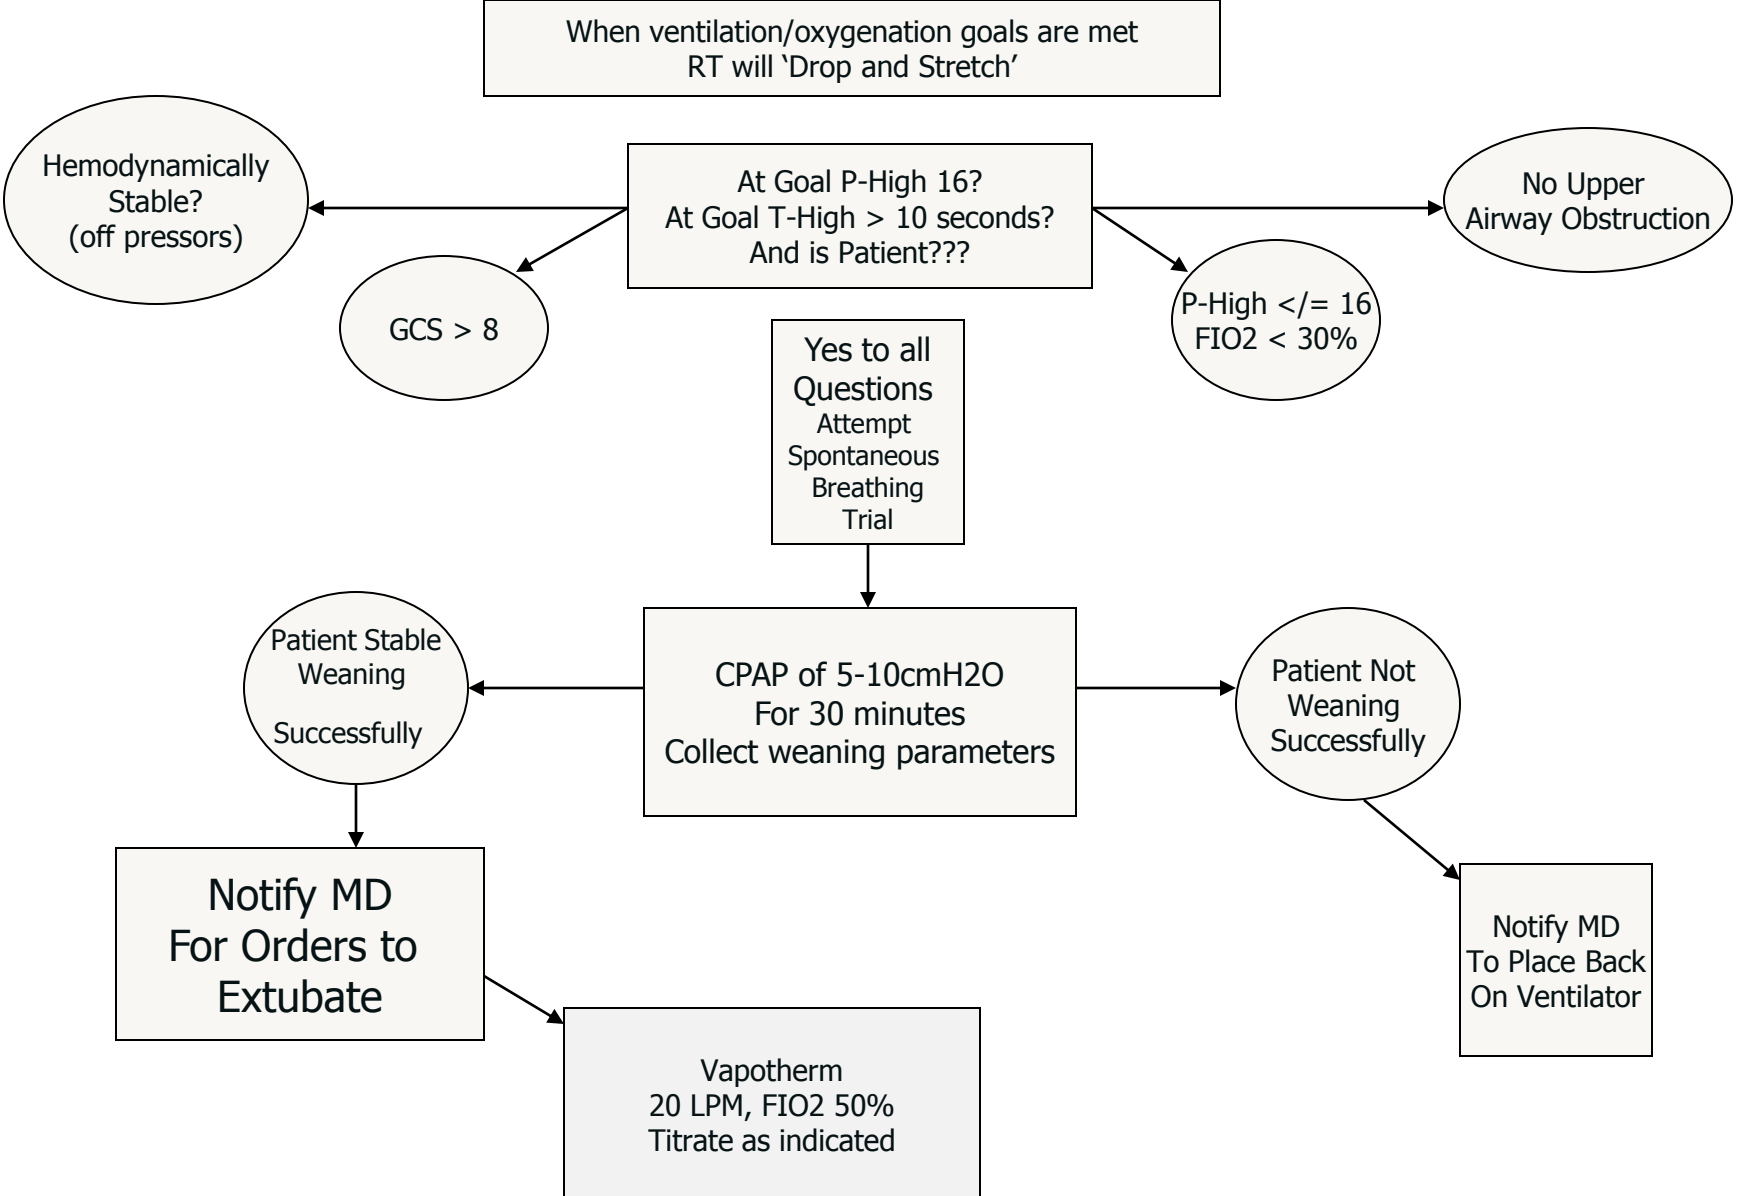 When ventilation/oxygenation goals are met
RT will ‘Drop and Stretch’
Hemodynamically
Stable?
(off pressors)
At Goal P-High 16?
At Goal T-High > 10 seconds?
And is Patient???
No Upper
Airway Obstruction
GCS > 8
P-High </= 16
FIO2 < 30%
Yes to all
Questions
Attempt
Spontaneous
Breathing
Trial
Patient Stable
Weaning
Successfully
CPAP of 5-10cmH2O
For 30 minutes
Collect weaning parameters
Patient Not
Weaning
Successfully
Notify MD
For Orders to
Extubate
Notify MD
To Place Back
On Ventilator
Vapotherm
20 LPM, FIO2 50%
Titrate as indicated